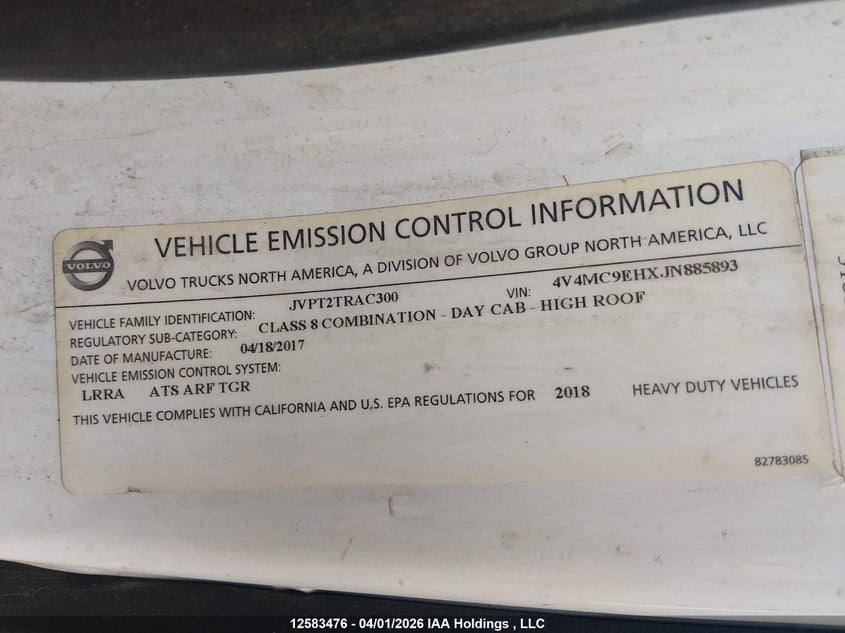 VEHICLE EMISSION CONTROL INFORMATION
VOLVO
VOLVO TRUCKS NORTH AMERICA, A DIVISION OF VOLVO GROUP NORTH AMERICA, LLC
VEHICLE FAMILY IDENTIFICATION: JVPT2TRAC300 VIN: 4V4MC9EHXJN885893
REGULATORY SUB-CATEGORY: CLASS 8 COMBINATION - DAY CAB - HIGH ROOF
DATE OF MANUFACTURE: 04/18/2017
VEHICLE EMISSION CONTROL SYSTEM:
LRRA ATS ARF TGR
THIS VEHICLE COMPLIES WITH CALIFORNIA AND U.S. EPA REGULATIONS FOR 2018 HEAVY DUTY VEHICLES
82783085
12583476 - 04/01/2026 IAA Holdings , LLC